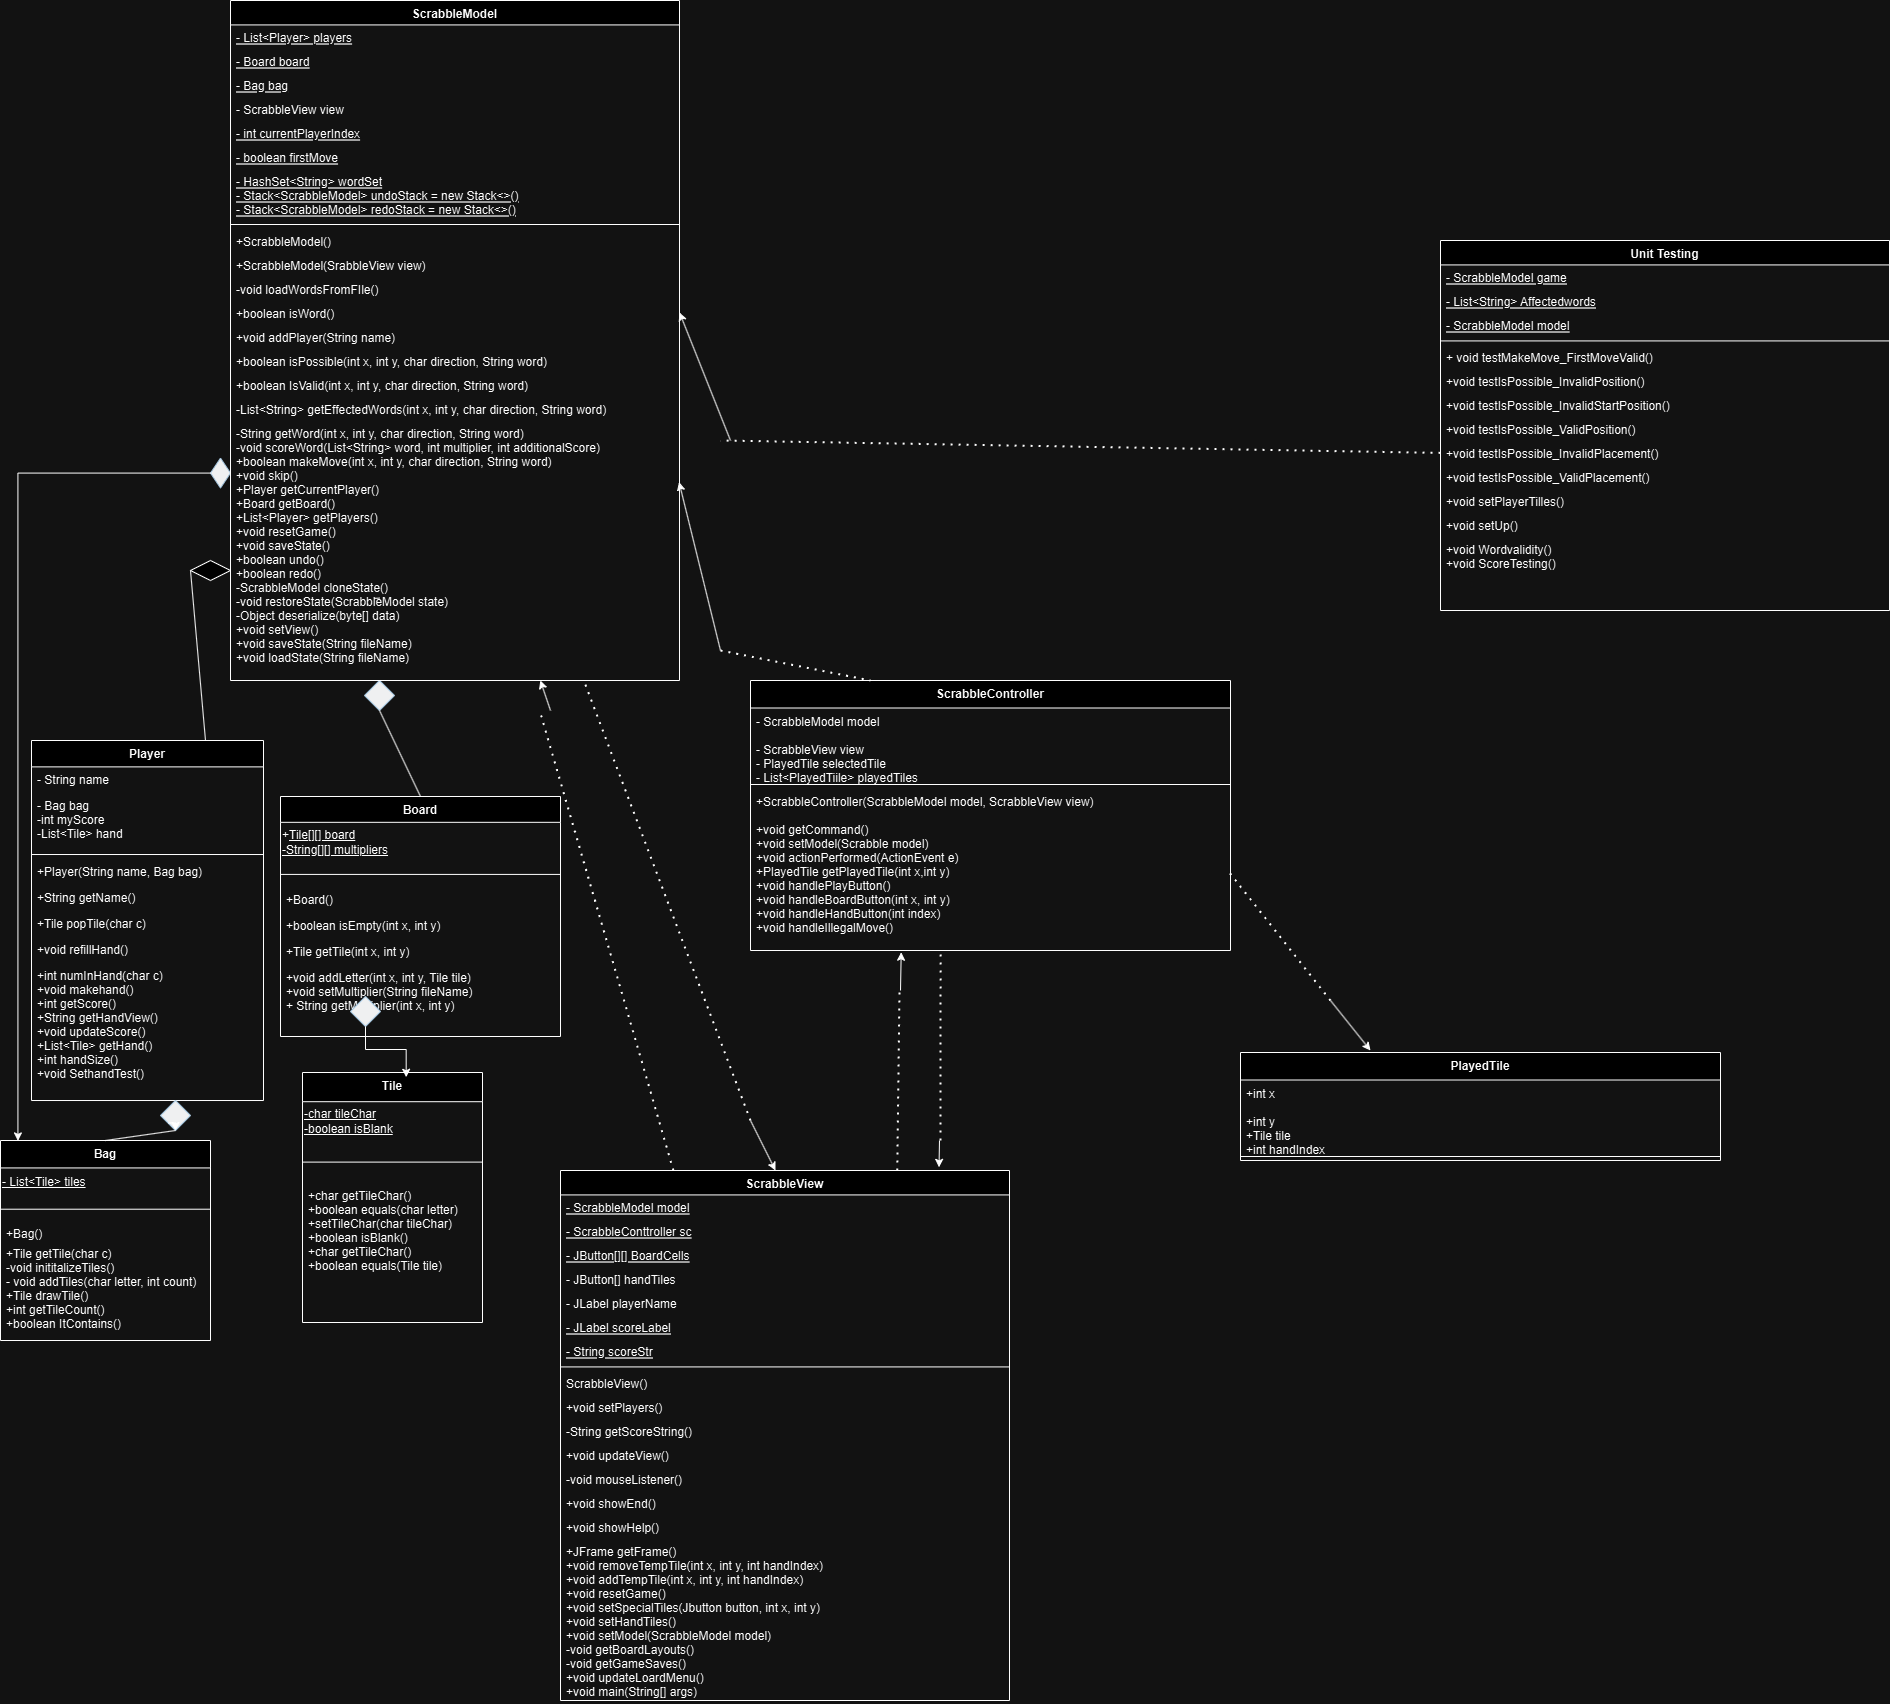 ScrabbleModel
- List<Player> players
- Board board
- Bag bag
- ScrabbleView view
- int currentPlayerIndex
- boolean firstMove
- HashSet<String> wordSet
- Stack<ScrabbleModel> undoStack = new Stack<>()
- Stack<ScrabbleModel> redoStack = new Stack<>()
+ScrabbleModel()
+ScrabbleModel(SrabbleView view)
-void loadWordsFromFIle()
+boolean isWord()
+void addPlayer(String name)
+boolean isPossible(int x, int y, char direction, String word)
+boolean IsValid(int x, int y, char direction, String word)
-List<String> getEffectedWords(int x, int y, char direction, String word)
-String getWord(int x, int y, char direction, String word)
-void scoreWord(List<String> word, int multiplier, int additionalScore)
+boolean makeMove(int x, int y, char direction, String word)
+void skip()
+Player getCurrentPlayer()
+Board getBoard()
+List<Player> getPlayers()
+void resetGame()
+void saveState()
+boolean undo()
+boolean redo()
-ScrabbleModel cloneState()
-void restoreState(ScrabbleModel state)
-Object deserialize(byte[] data)
+void setView()
+void saveState(String fileName)
+void loadState(String fileName)
Unit Testing
- ScrabbleModel game
- List<String> Affectedwords
- ScrabbleModel model
+ void testMakeMove_FirstMoveValid()
+void testIsPossible_InvalidPosition()
+void testIsPossible_InvalidStartPosition()
+void testIsPossible_ValidPosition()
+void testIsPossible_InvalidPlacement()
+void testIsPossible_ValidPlacement()
+void setPlayerTilles()
+void setUp()
+void Wordvalidity()
+void ScoreTesting()
ScrabbleController
- ScrabbleModel model
- ScrabbleView view
- PlayedTile selectedTile
- List<PlayedTiile> playedTiles
+ScrabbleController(ScrabbleModel model, ScrabbleView view)
+void getCommand()
+void setModel(Scrabble model)
+void actionPerformed(ActionEvent e)
+PlayedTile getPlayedTile(int x,int y)
+void handlePlayButton()
+void handleBoardButton(int x, int y)
+void handleHandButton(int index)
+void handleIllegalMove()
Player
- String name
- Bag bag
-int myScore
-List<Tile> hand
+Player(String name, Bag bag)
+String getName()
+Tile popTile(char c)
+void refillHand()
+int numInHand(char c)
+void makehand()
+int getScore()
+String getHandView()
+void updateScore()
+List<Tile> getHand()
+int handSize()
+void SethandTest()
Board
+Tile[][] board
-String[][] multipliers
+Board()
+boolean isEmpty(int x, int y)
+Tile getTile(int x, int y)
+void addLetter(int x, int y, Tile tile)
+void setMultiplier(String fileName)
+ String getMultiplier(int x, int y)
Tile
-char tileChar
-boolean isBlank
+char getTileChar()
+boolean equals(char letter)
+setTileChar(char tileChar)
+boolean isBlank()
+char getTileChar()
+boolean equals(Tile tile)
PlayedTile
+int x
+int y
+Tile tile
+int handIndex
Bag
- List<Tile> tiles
+Bag()
+Tile getTile(char c)
-void inititalizeTiles()
- void addTiles(char letter, int count)
+Tile drawTile()
+int getTileCount()
+boolean ItContains()
ScrabbleView
- ScrabbleModel model
- ScrabbleConttroller sc
- JButton[][] BoardCells
- JButton[] handTiles
- JLabel playerName
- JLabel scoreLabel
- String scoreStr
ScrabbleView()
+void setPlayers()
-String getScoreString()
+void updateView()
-void mouseListener()
+void showEnd()
+void showHelp()
+JFrame getFrame()
+void removeTempTile(int x, int y, int handIndex)
+void addTempTile(int x, int y, int handIndex)
+void resetGame()
+void setSpecialTiles(Jbutton button, int x, int y)
+void setHandTiles()
+void setModel(ScrabbleModel model)
-void getBoardLayouts()
-void getGameSaves()
+void updateLoardMenu()
+void main(String[] args)